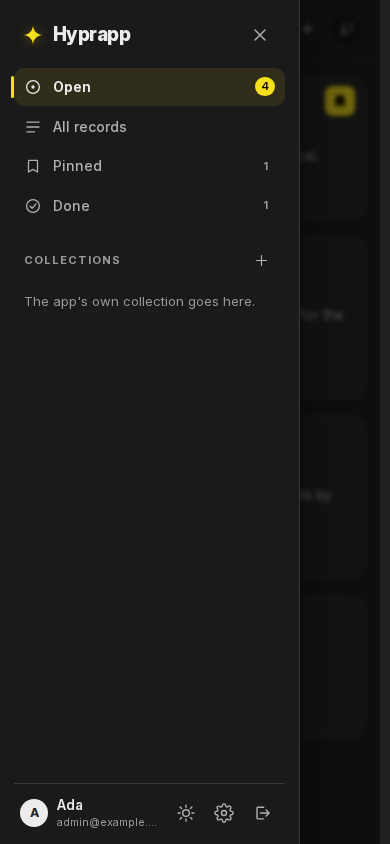 Hyprapp
Open 4
All records
Pinned 1
Done 1
COLLECTIONS
The app's own collection goes here.
A Ada
admin@example....